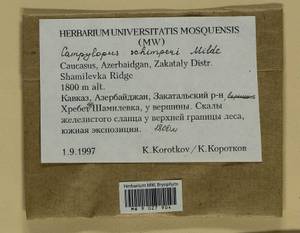 HERBARIUM UNIVERSITATIS MOSQUENSIS
(MW)
Campylopus schimperi Milde
Caucasus, Azerbaidgan, Zakataly Distr.
Shamilevka Ridge
1800 m alt.
Кавказ, Азербайджан, Закатальский р-н,
Хребет Шамилевка, у вершины. Скалы
железистого сланца у верхней границы леса,
южная экспозиция. 1800 м
1.9.1997 K.Korotkov / К.Коротков
Herbarium MW, Bryophyta